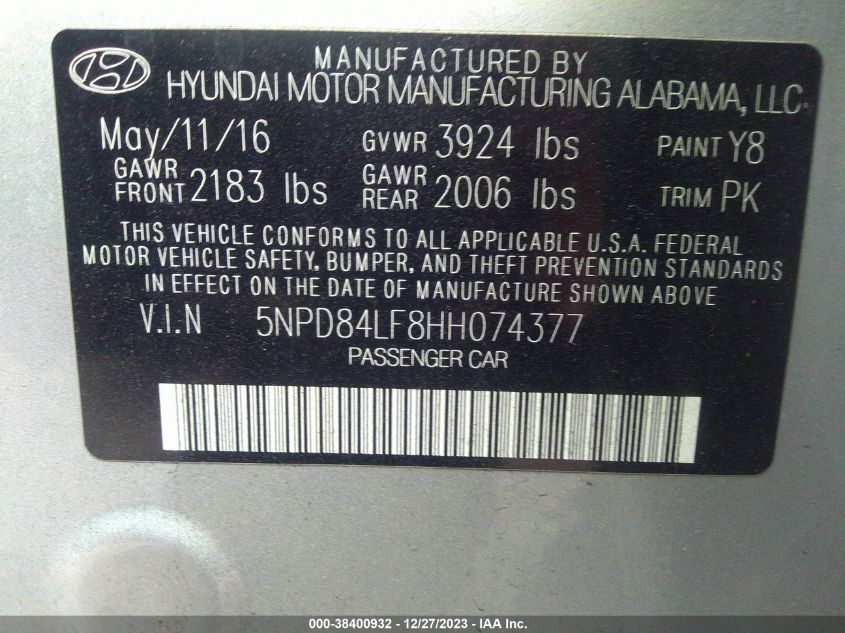 MANUFACTURED BY
HYUNDAI MOTOR MANUFACTURING ALABAMA, LLC.
May/11/16 GVWR 3924 lbs PAINT Y8
GAWR FRONT 2183 lbs GAWR REAR 2006 lbs TRIM PK
THIS VEHICLE CONFORMS TO ALL APPLICABLE U.S.A. FEDERAL
MOTOR VEHICLE SAFETY, BUMPER, AND THEFT PREVENTION STANDARDS
IN EFFECT ON THE DATE OF MANUFACTURE SHOWN ABOVE
V.I.N 5NPD84LF8HH074377
PASSENGER CAR
000-38400932 - 12/27/2023 - IAA Inc.